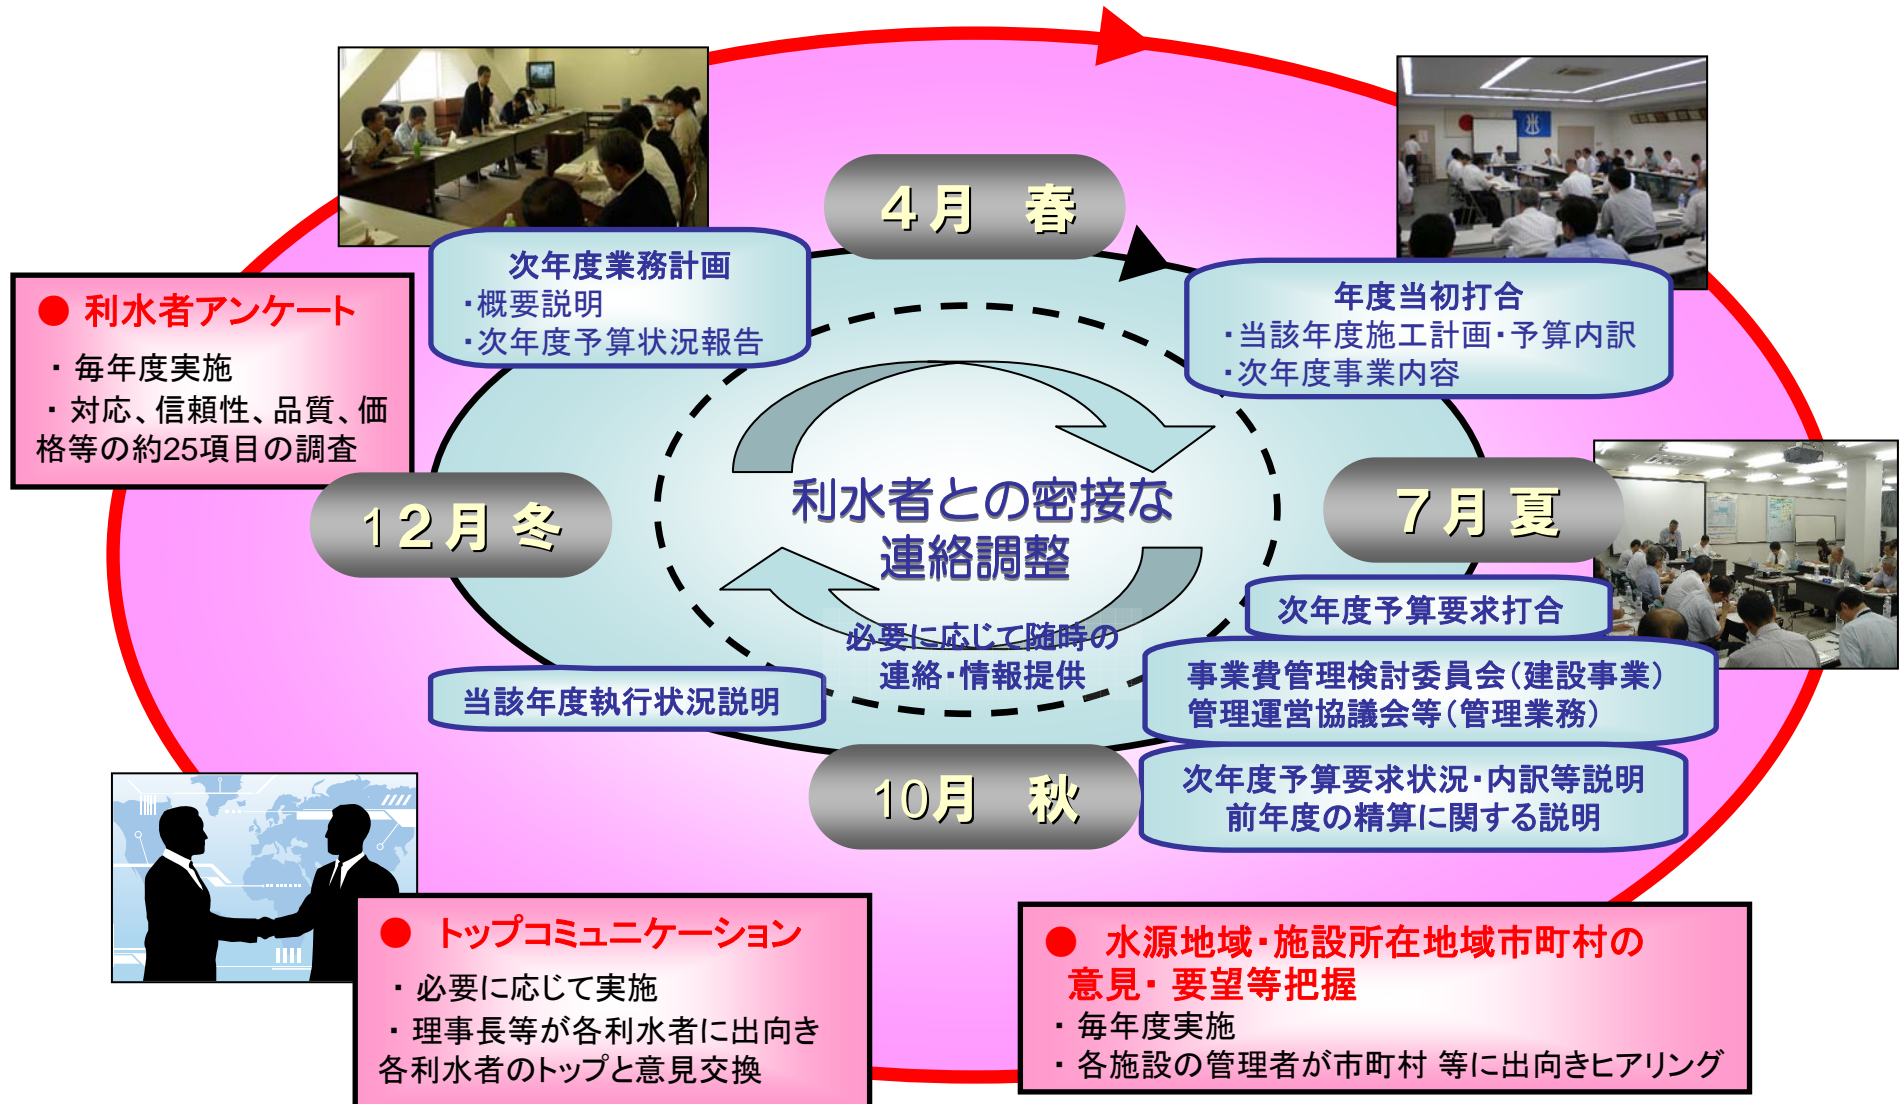 4月 春
次年度業務計画
・概要説明
・次年度予算状況報告
年度当初打合
・当該年度施工計画・予算内訳
・次年度事業内容
● 利水者アンケート
・ 毎年度実施
・ 対応、信頼性、品質、価
格等の約25項目の調査
12月 冬
利水者との密接な
連絡調整
必要に応じて随時の
連絡・情報提供
7月 夏
次年度予算要求打合
事業費管理検討委員会(建設事業)
管理運営協議会等(管理業務)
当該年度執行状況説明
10月 秋
次年度予算要求状況・内訳等説明
前年度の精算に関する説明
● トップコミュニケーション
・ 必要に応じて実施
・ 理事長等が各利水者に出向き
各利水者のトップと意見交換
● 水源地域・施設所在地域市町村の
意見・ 要望等把握
・ 毎年度実施
・ 各施設の管理者が市町村 等に出向きヒアリング